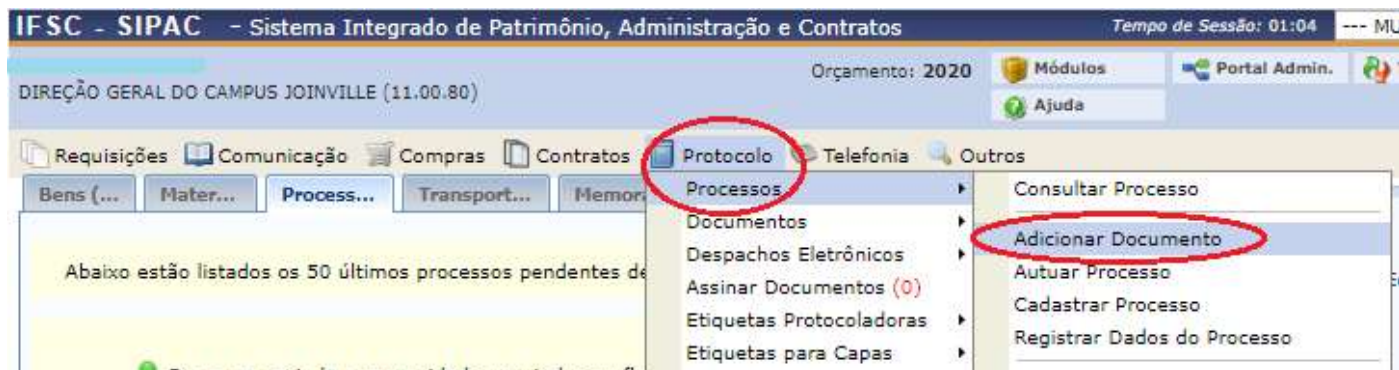 IFSC - SIPAC - Sistema Integrado de Patrimônio, Administração e Contratos Tempo de Sessão: 01:04 --- MU
Orçamento: 2020 Módulos Portal Admin.
DIREÇÃO GERAL DO CAMPUS JOINVILLE (11.00.80)
Ajuda
Requisições Comunicação Compras Contratos Protocolo Telefonia Outros
Bens (... Mater... Process... Transport... Memor
Processos Consultar Processo
Documentos
Adicionar Documento
Despachos Eletrônicos
Autuar Processo
Abaixo estão listados os 50 últimos processos pendentes de
Assinar Documentos (0)
Cadastrar Processo
Etiquetas Protocoladoras
Registrar Dados do Processo
Etiquetas para Capas